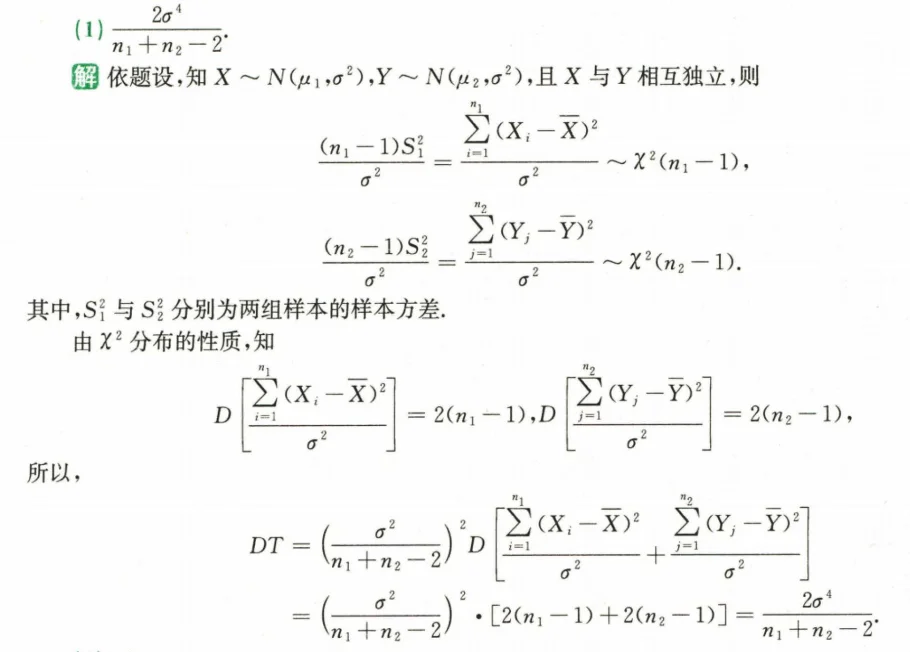 (1) $\frac{2\sigma^4}{n_1+n_2-2}$.
解 依题设,知 $X \sim N(\mu_1,\sigma^2)$,$Y \sim N(\mu_2,\sigma^2)$,且 $X$ 与 $Y$ 相互独立,则
$\frac{(n_1-1)S_1^2}{\sigma^2} = \frac{\sum_{i=1}^{n_1}(X_i-\overline{X})^2}{\sigma^2} \sim \chi^2(n_1-1),$
$\frac{(n_2-1)S_2^2}{\sigma^2} = \frac{\sum_{j=1}^{n_2}(Y_j-\overline{Y})^2}{\sigma^2} \sim \chi^2(n_2-1).$
其中,$S_1^2$ 与 $S_2^2$ 分别为两组样本的样本方差.
由 $\chi^2$ 分布的性质,知
$D\left[\frac{\sum_{i=1}^{n_1}(X_i-\overline{X})^2}{\sigma^2}\right] = 2(n_1-1), D\left[\frac{\sum_{j=1}^{n_2}(Y_j-\overline{Y})^2}{\sigma^2}\right] = 2(n_2-1),$
所以,
$DT = \left(\frac{\sigma^2}{n_1+n_2-2}\right)^2 D\left[\frac{\sum_{i=1}^{n_1}(X_i-\overline{X})^2}{\sigma^2} + \frac{\sum_{j=1}^{n_2}(Y_j-\overline{Y})^2}{\sigma^2}\right]$
$= \left(\frac{\sigma^2}{n_1+n_2-2}\right)^2 \cdot [2(n_1-1)+2(n_2-1)] = \frac{2\sigma^4}{n_1+n_2-2}.$